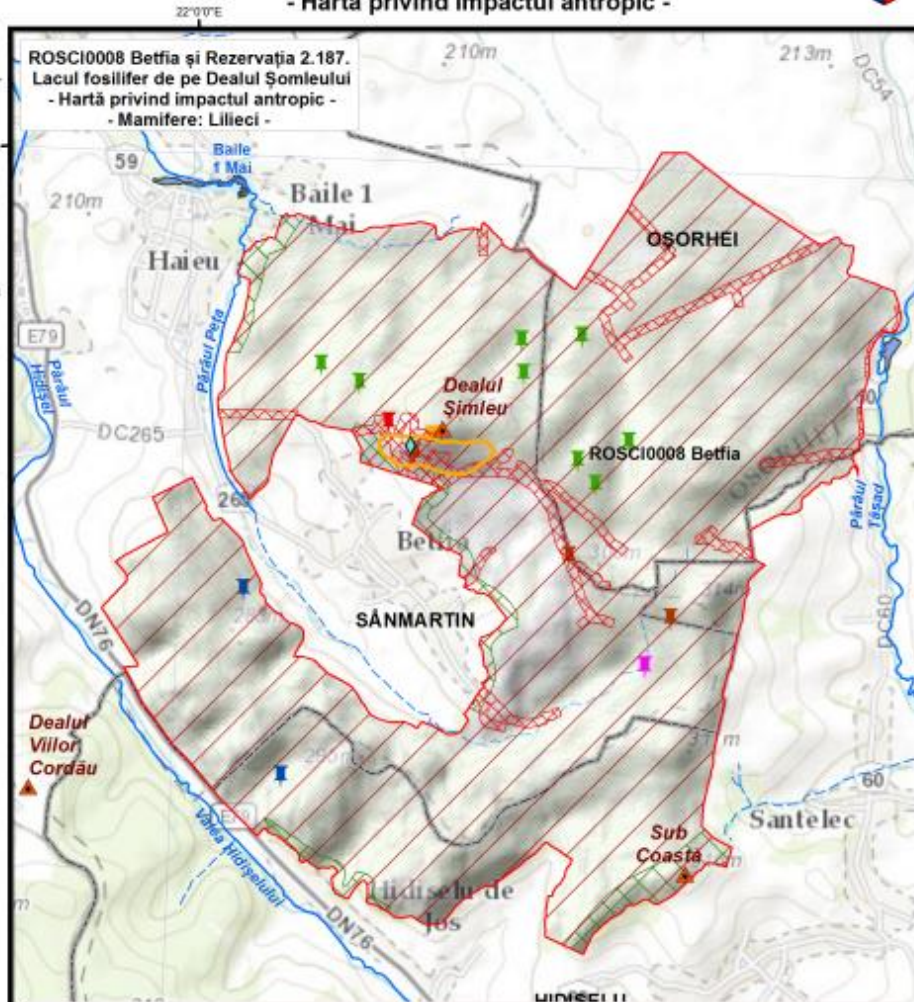 - Harta privind impactul antropic -
22°0'0"E
ROSCI0008 Betfia și Rezervația 2.187.
Lacul fosilifer de pe Dealul Șomleului
- Hartă privind impactul antropic -
- Mamifere: Lilieci -
210m
213m
DC54
59
Baile
1 Mai
Baile 1
Mai
210m
Haieu
OȘORHEI
E79
Pârâul
Hidișel
Pârâul Peța
Dealul
Șimleu
DC265
ROSCI0008 Betfia
OSORHEI
Pârâul
Tășad
Betfia
SÂNMARTIN
DN76
DC60
Dealul
Viilor
Cordău
E79
60
Santelec
Sub
Coastă
Valea Hidișelului
Hidiselu de
Jos
DN76
HIDIȘELU